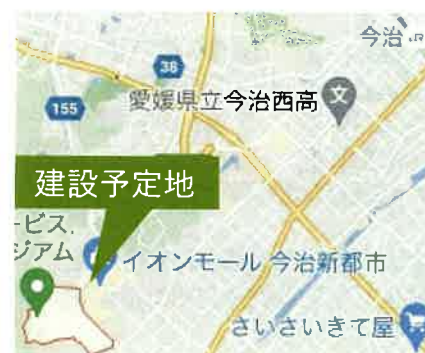 今治
38
愛媛県立今治西高
文
155
建設予定地
ービス.
ジアム
イオンモール 今治新都市
さいさいきて屋